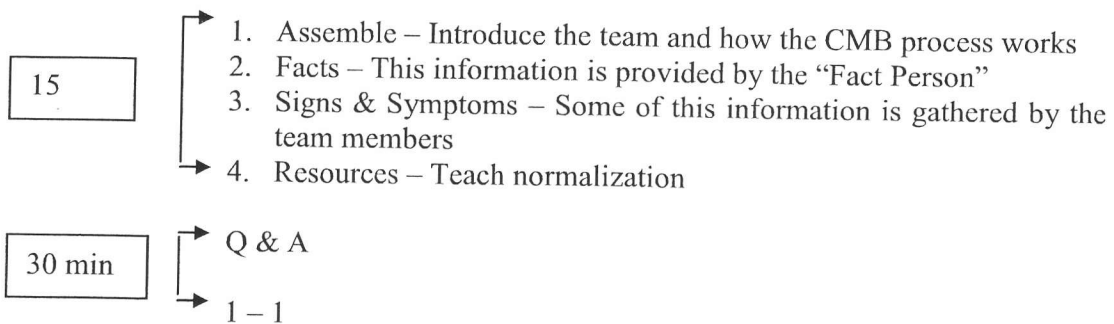 1. Assemble – Introduce the team and how the CMB process works
15
2. Facts – This information is provided by the “Fact Person”
3. Signs & Symptoms – Some of this information is gathered by the
team members
4. Resources – Teach normalization
Q & A
30 min
1 – 1